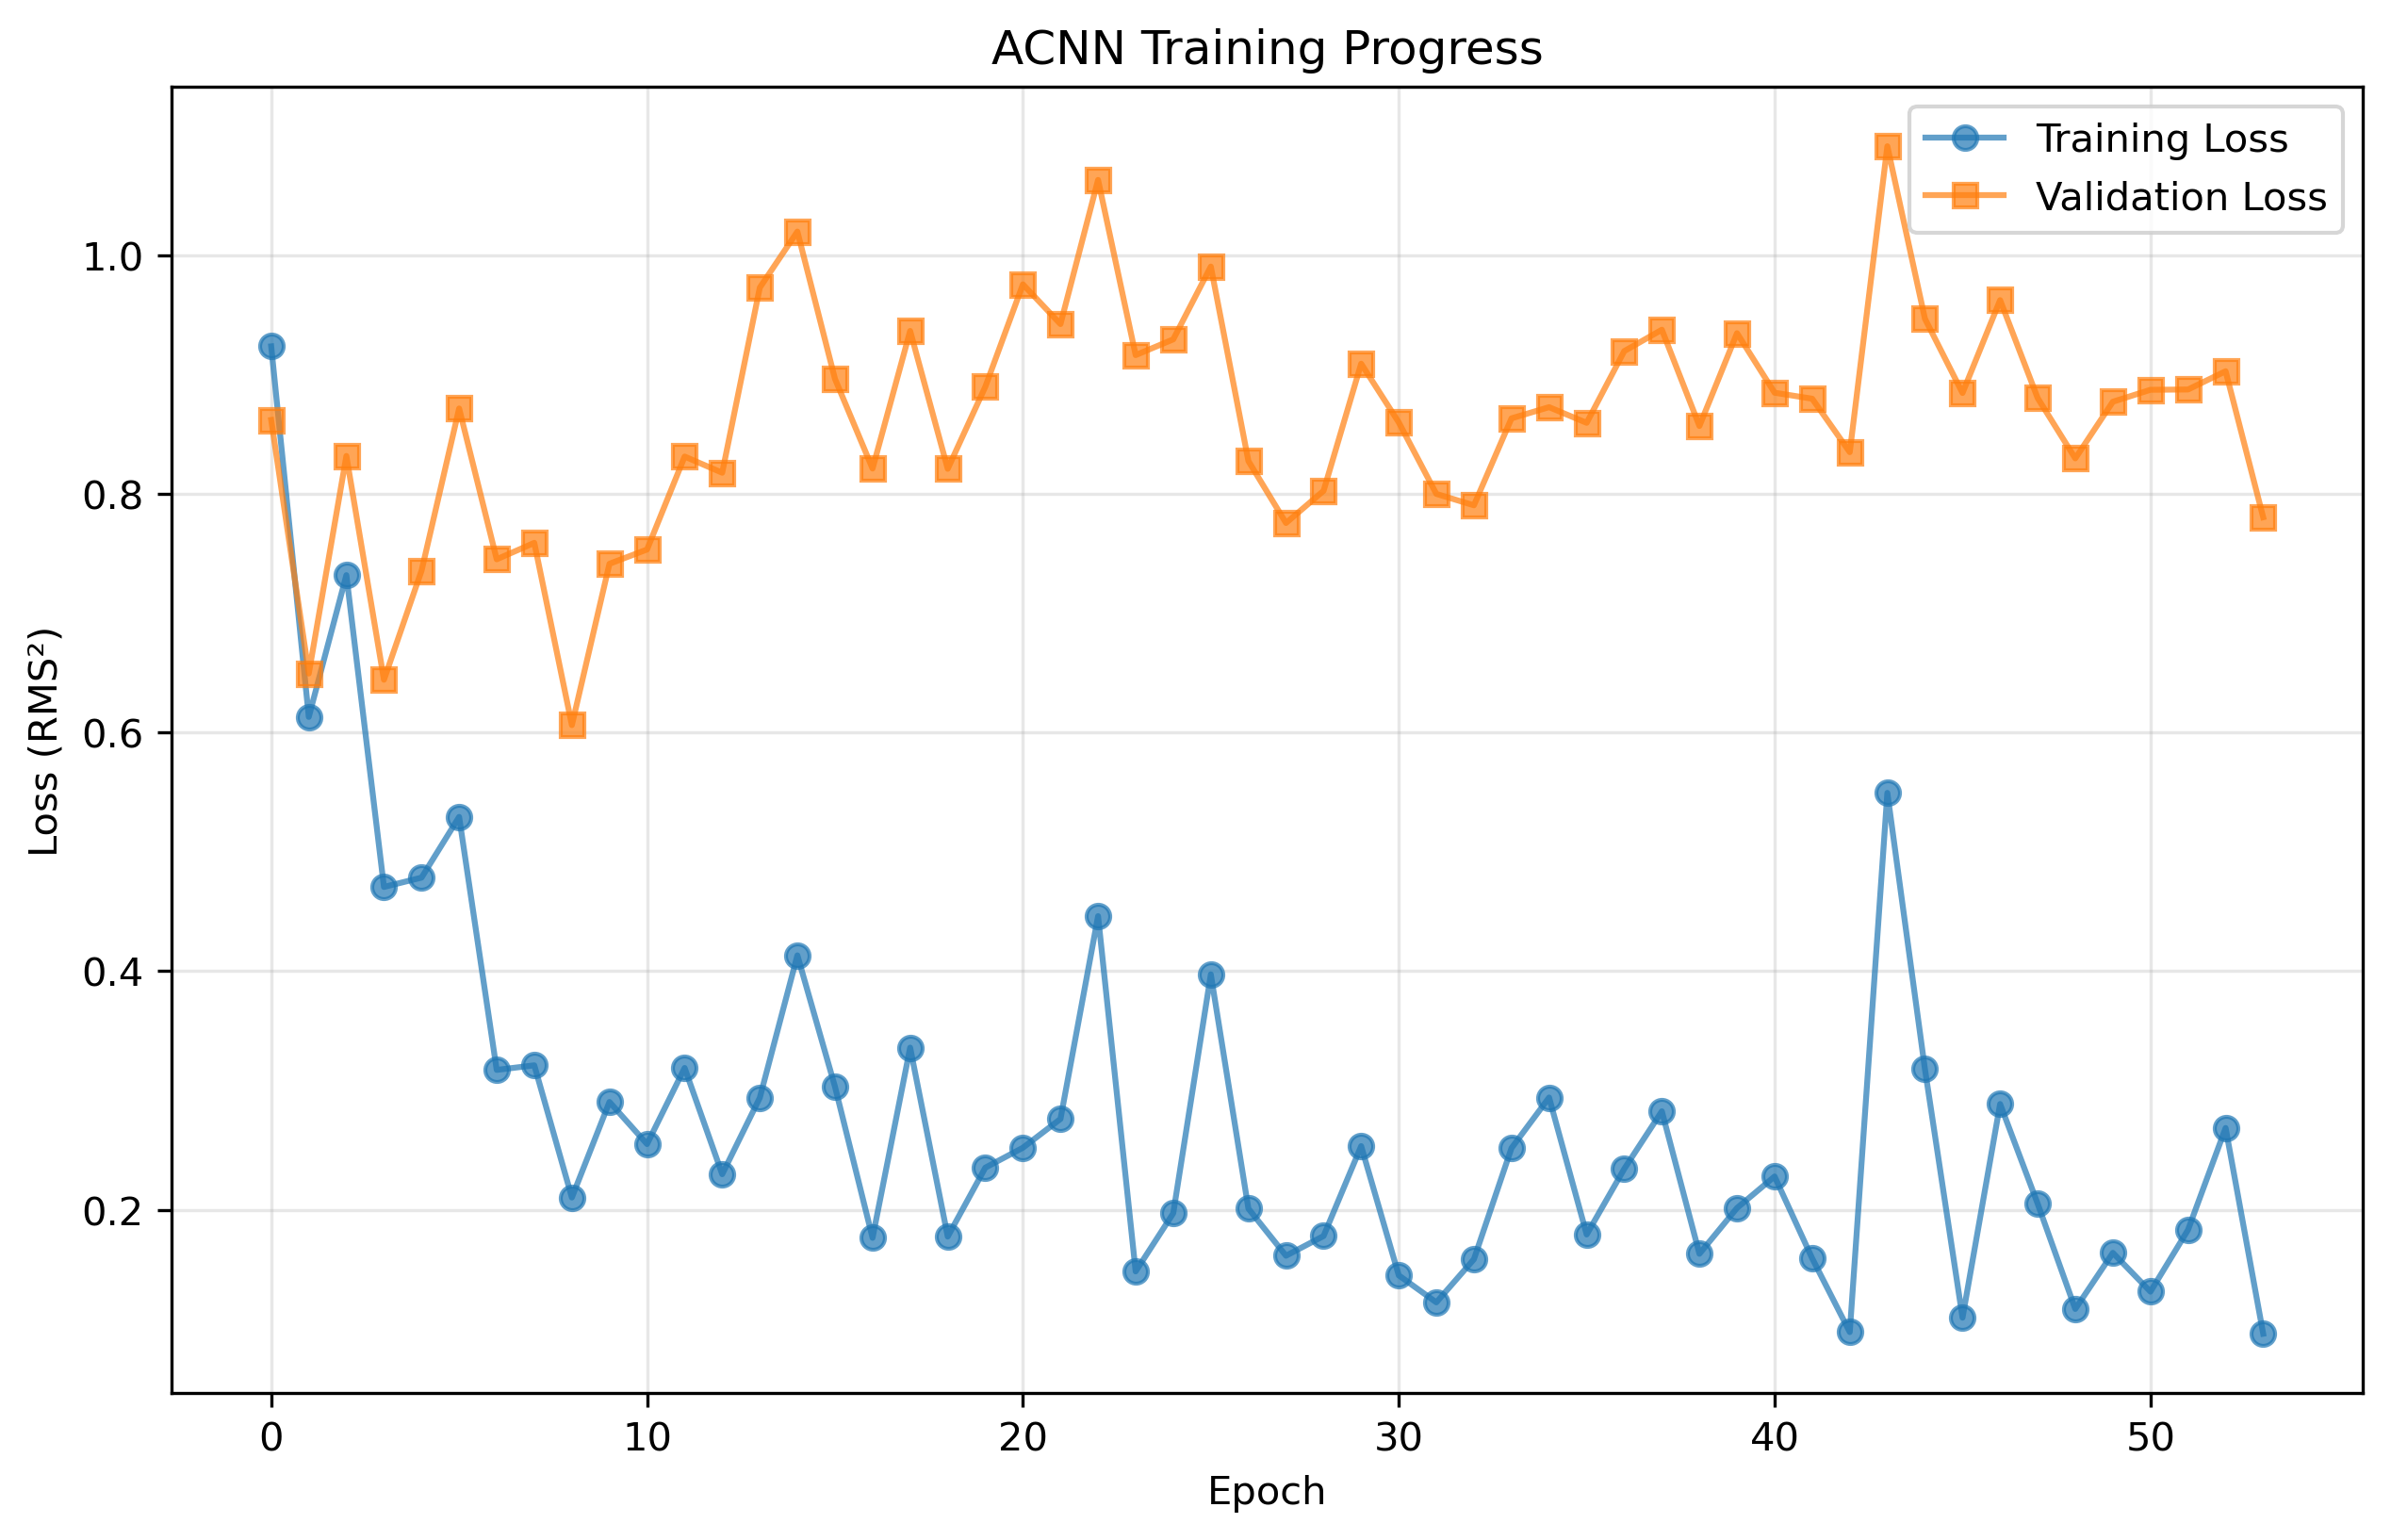 ACNN Training Progress
Training Loss
Validation Loss
Loss (RMS²)
1.0
0.8
0.6
0.4
0.2
0 10 20 30 40 50
Epoch